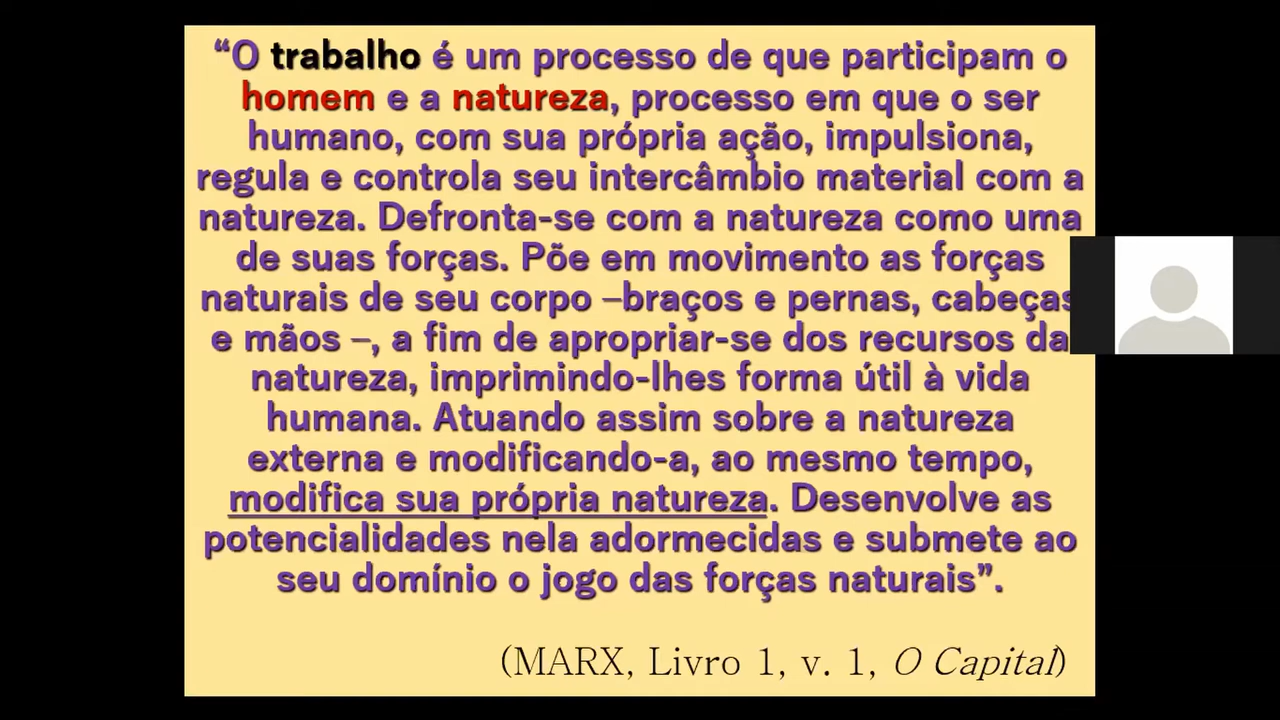 “O trabalho é um processo de que participam o
homem e a natureza, processo em que o ser
humano, com sua própria ação, impulsiona,
regula e controla seu intercâmbio material com a
natureza. Defronta-se com a natureza como uma
de suas forças. Põe em movimento as forças
naturais de seu corpo –braços e pernas, cabeças
e mãos –, a fim de apropriar-se dos recursos da
natureza, imprimindo-lhes forma útil à vida
humana. Atuando assim sobre a natureza
externa e modificando-a, ao mesmo tempo,
modifica sua própria natureza. Desenvolve as
potencialidades nela adormecidas e submete ao
seu domínio o jogo das forças naturais”.
(MARX, Livro 1, v. 1, O Capital)